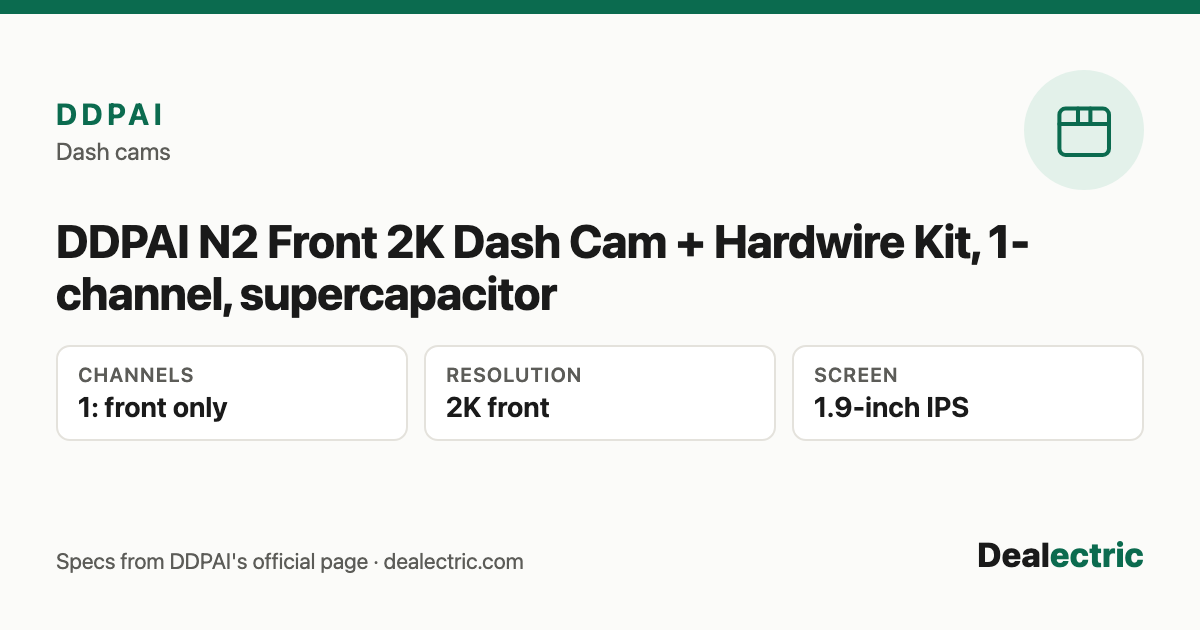 DDPAI
Dash cams
DDPAI N2 Front 2K Dash Cam + Hardwire Kit, 1-
channel, supercapacitor
CHANNELS
1: front only
RESOLUTION
2K front
SCREEN
1.9-inch IPS
Specs from DDPAI's official page · dealectric.com
Dealectric